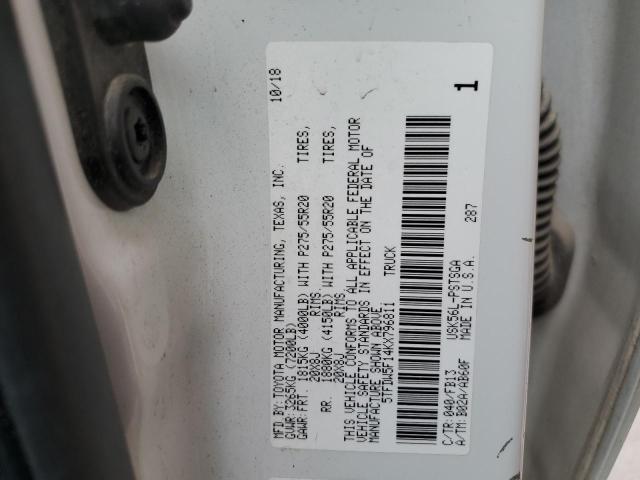 MFD.BY:TOYOTA MOTOR MANUFACTURING, TEXAS, INC. 10/18
GVWR: 3265KG (7200LB)
GAWR:FRT. 1815KG (4000LB) WITH P275/55R20 TIRES,
20X8J RIMS
RR. 1880KG (4150LB) WITH P275/55R20 TIRES,
20X8J RIMS
THIS VEHICLE CONFORMS TO ALL APPLICABLE FEDERAL MOTOR
VEHICLE SAFETY STANDARDS IN EFFECT ON THE DATE OF
MANUFACTURE SHOWN ABOVE.
5TFDW5F14KX796811 TRUCK
C/TR: 040/FB13 USK56L-PSTSGA 287 1
A/TM: B02A/AB60F MADE IN U.S.A.